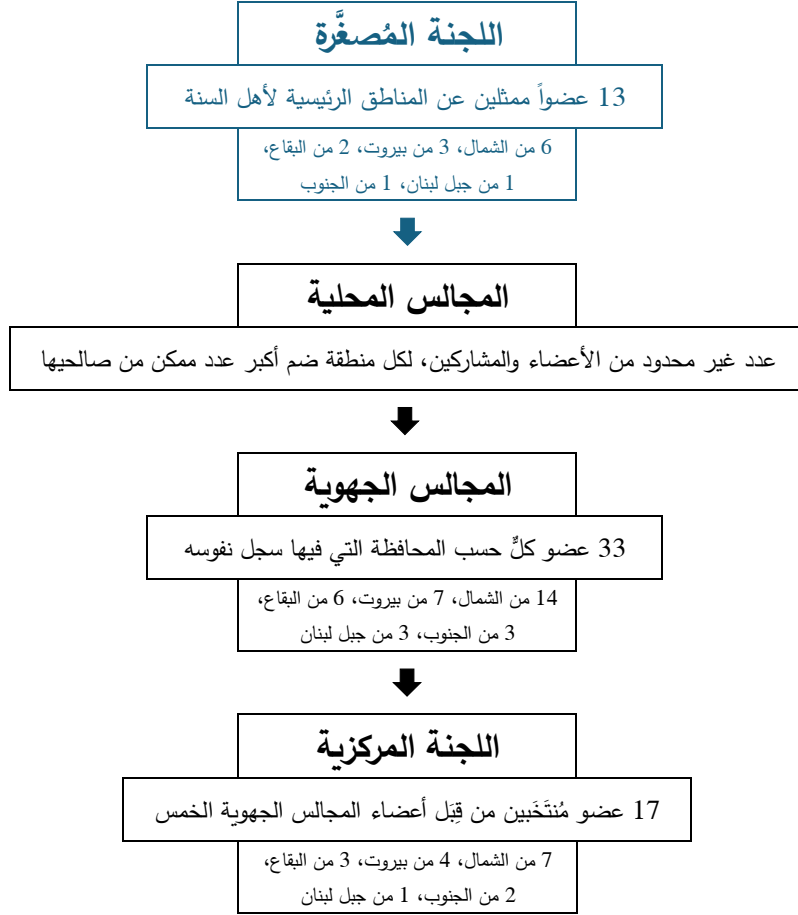 اللجنة المُصغَّرة
13 عضواً ممثلين عن المناطق الرئيسية لأهل السنة
6 من الشمال، 3 من بيروت، 2 من البقاع،
1 من جبل لبنان، 1 من الجنوب
المجالس المحلية
عدد غير محدود من الأعضاء والمشاركين، لكل منطقة ضم أكبر عدد ممكن من صالحيها
المجالس الجهوية
33 عضو كلٌّ حسب المحافظة التي فيها سجل نفوسه
14 من الشمال، 7 من بيروت، 6 من البقاع،
3 من الجنوب، 3 من جبل لبنان
اللجنة المركزية
17 عضو مُنتَخَبين من قِبَل أعضاء المجالس الجهوية الخمس
7 من الشمال، 4 من بيروت، 3 من البقاع،
2 من الجنوب، 1 من جبل لبنان